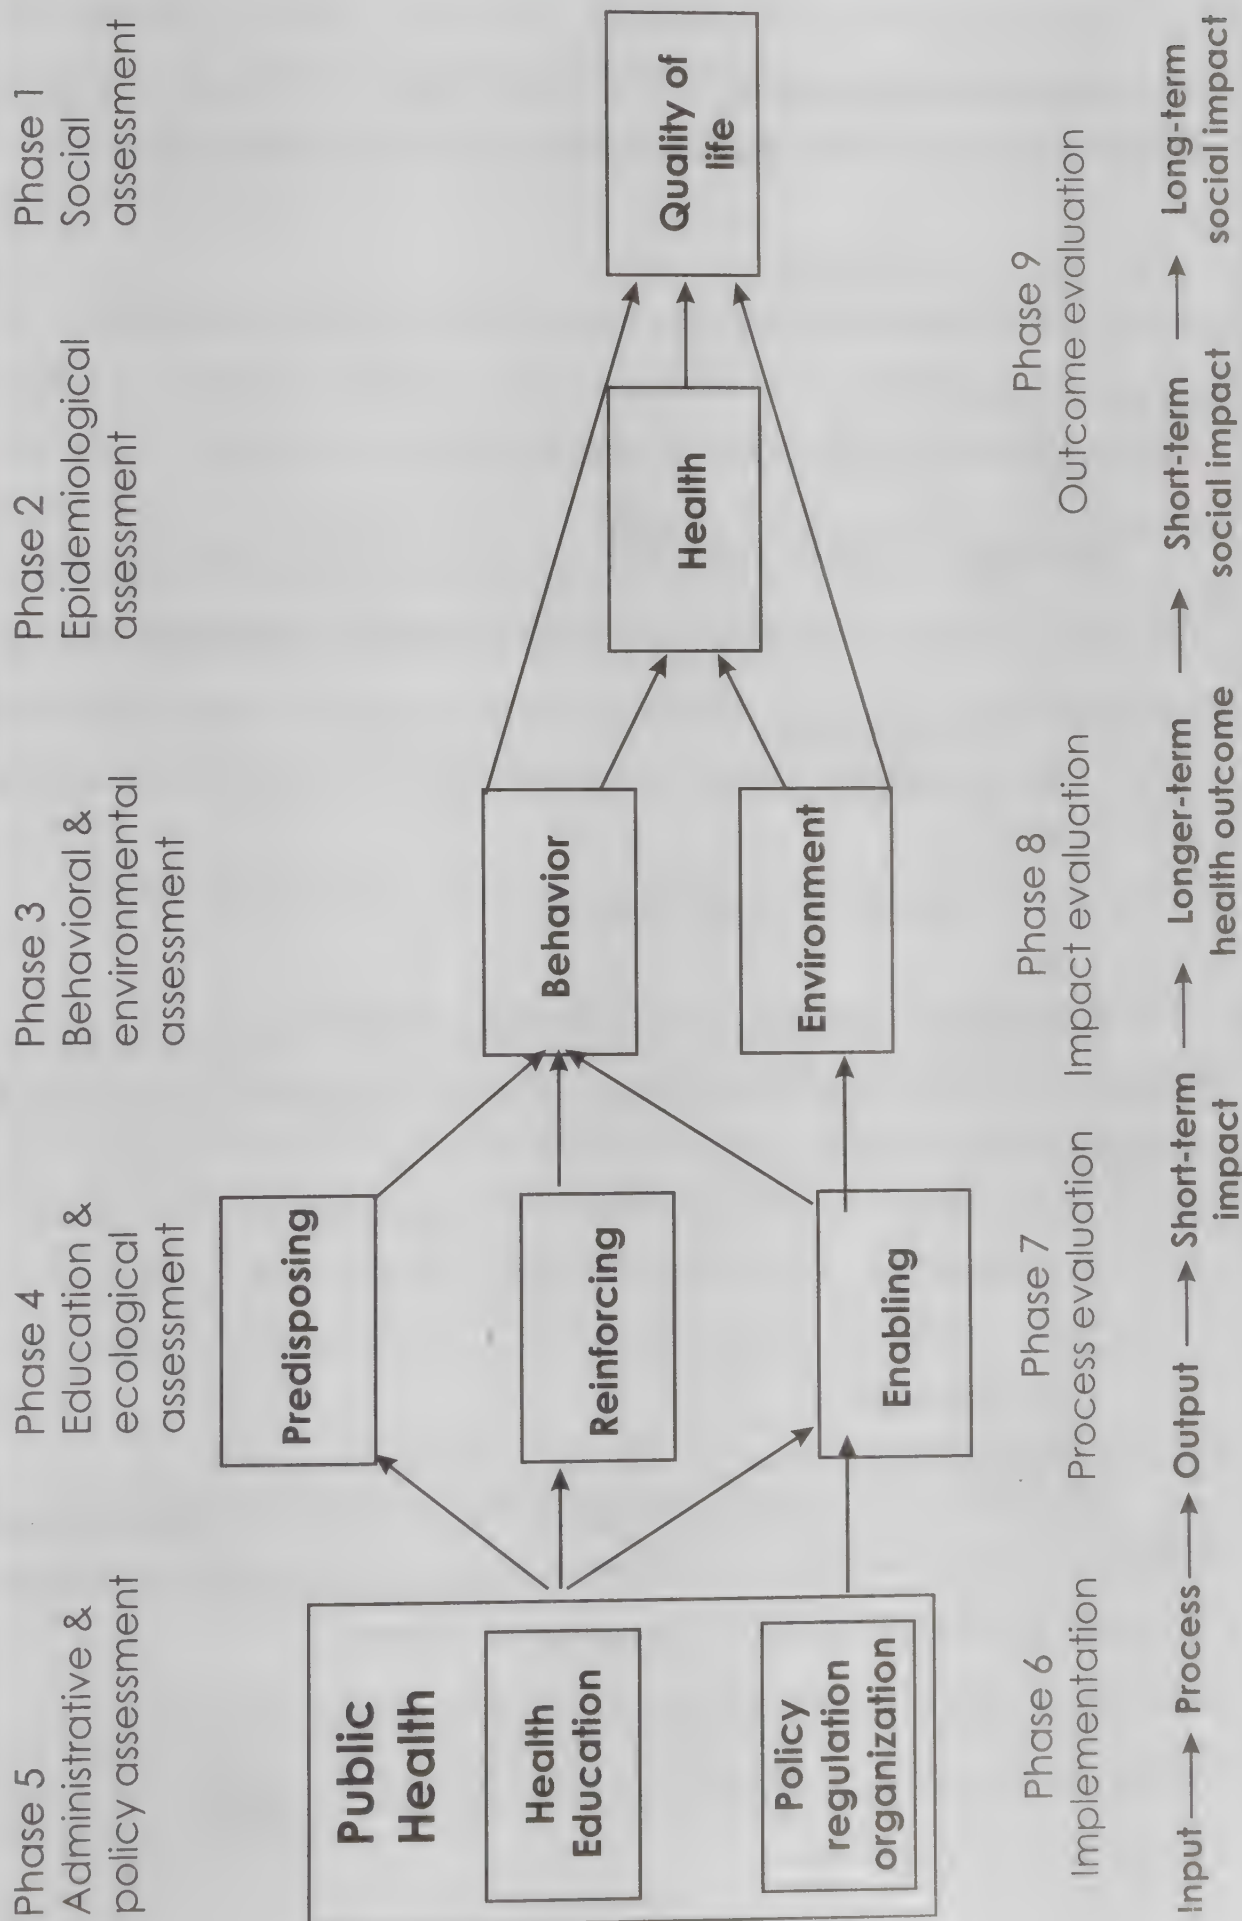 Phase 5
Administrative &
policy assessment
Phase 4
Education &
ecological
assessment
Phase 3
Behavioral &
environmental
assessment
Phase 2
Epidemiological
assessment
Phase 1
Social
assessment
Public
Health
Health
Education
Policy
regulation
organization
Predisposing
Reinforcing
Enabling
Behavior
Environment
Health
Quality of
life
Phase 6
Implementation
Phase 7
Process evaluation
Phase 8
Impact evaluation
Phase 9
Outcome evaluation
Input
Process
Output
Short-term
impact
Longer-term
health outcome
Short-term
social impact
Long-term
social impact